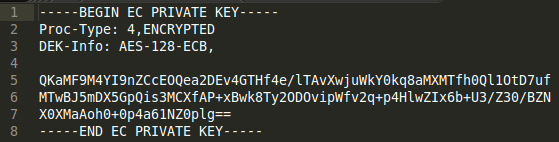 1 -----BEGIN EC PRIVATE KEY-----
2 Proc-Type: 4,ENCRYPTED
3 DEK-Info: AES-128-ECB,
4
5 QKaMF9M4YI9nZCcEOQea2DEv4GTHf4e/lTAvXwjuWkY0kq8aMXMTfh0Ql1OtD7uf
6 MTwBJ5mDX5GpQis3MCXfAP+xBwk8Ty2ODOvipWfv2q+p4HlwZIx6b+U3/Z30/BZN
7 X0XMaAoh0+0p4a61NZ0plg==
8 -----END EC PRIVATE KEY-----